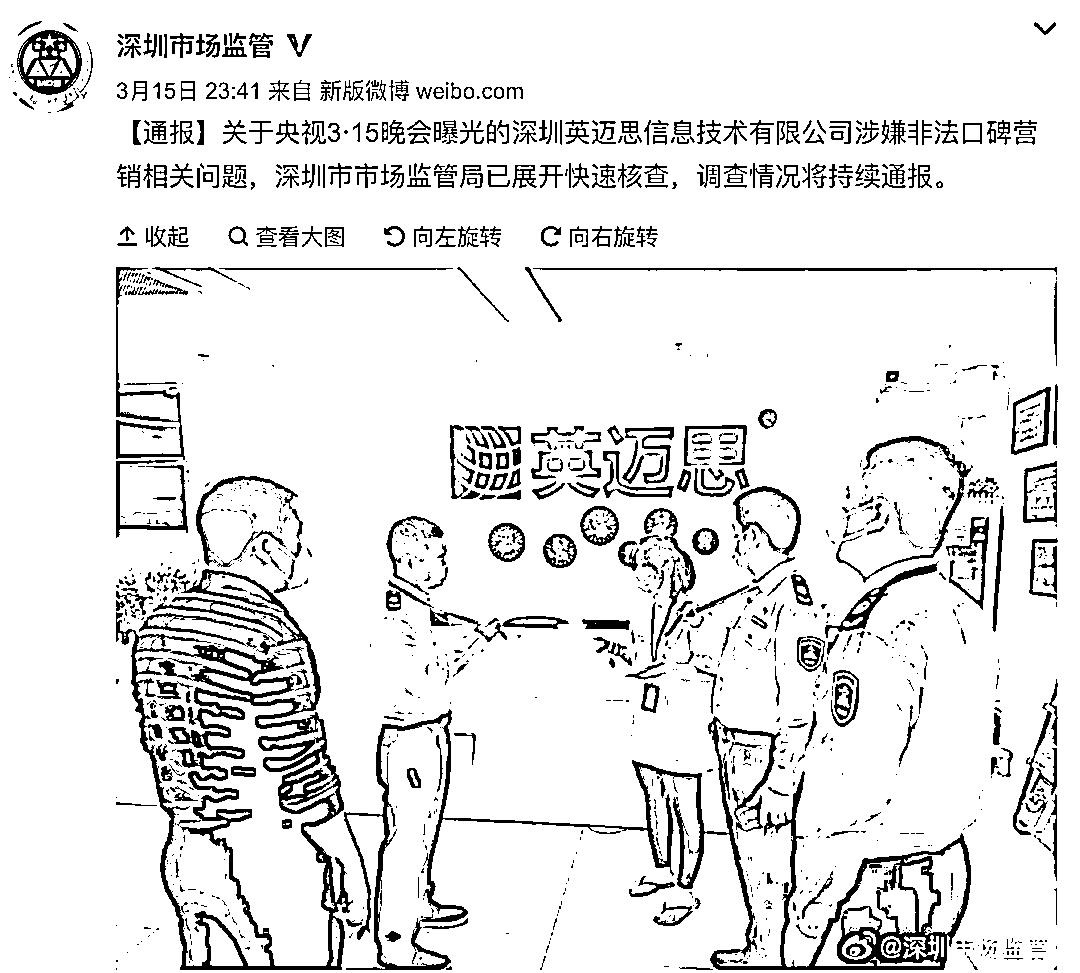 深圳市场监管
3月15日 23:41 来自 新版微博 weibo.com
【通报】关于央视3·15晚会曝光的深圳英迈思信息技术有限公司涉嫌非法口碑营
销相关问题，深圳市市场监管局已展开快速核查，调查情况将持续通报。
收起 查看大图 向左旋转 向右旋转
英迈思
@深圳市场监管